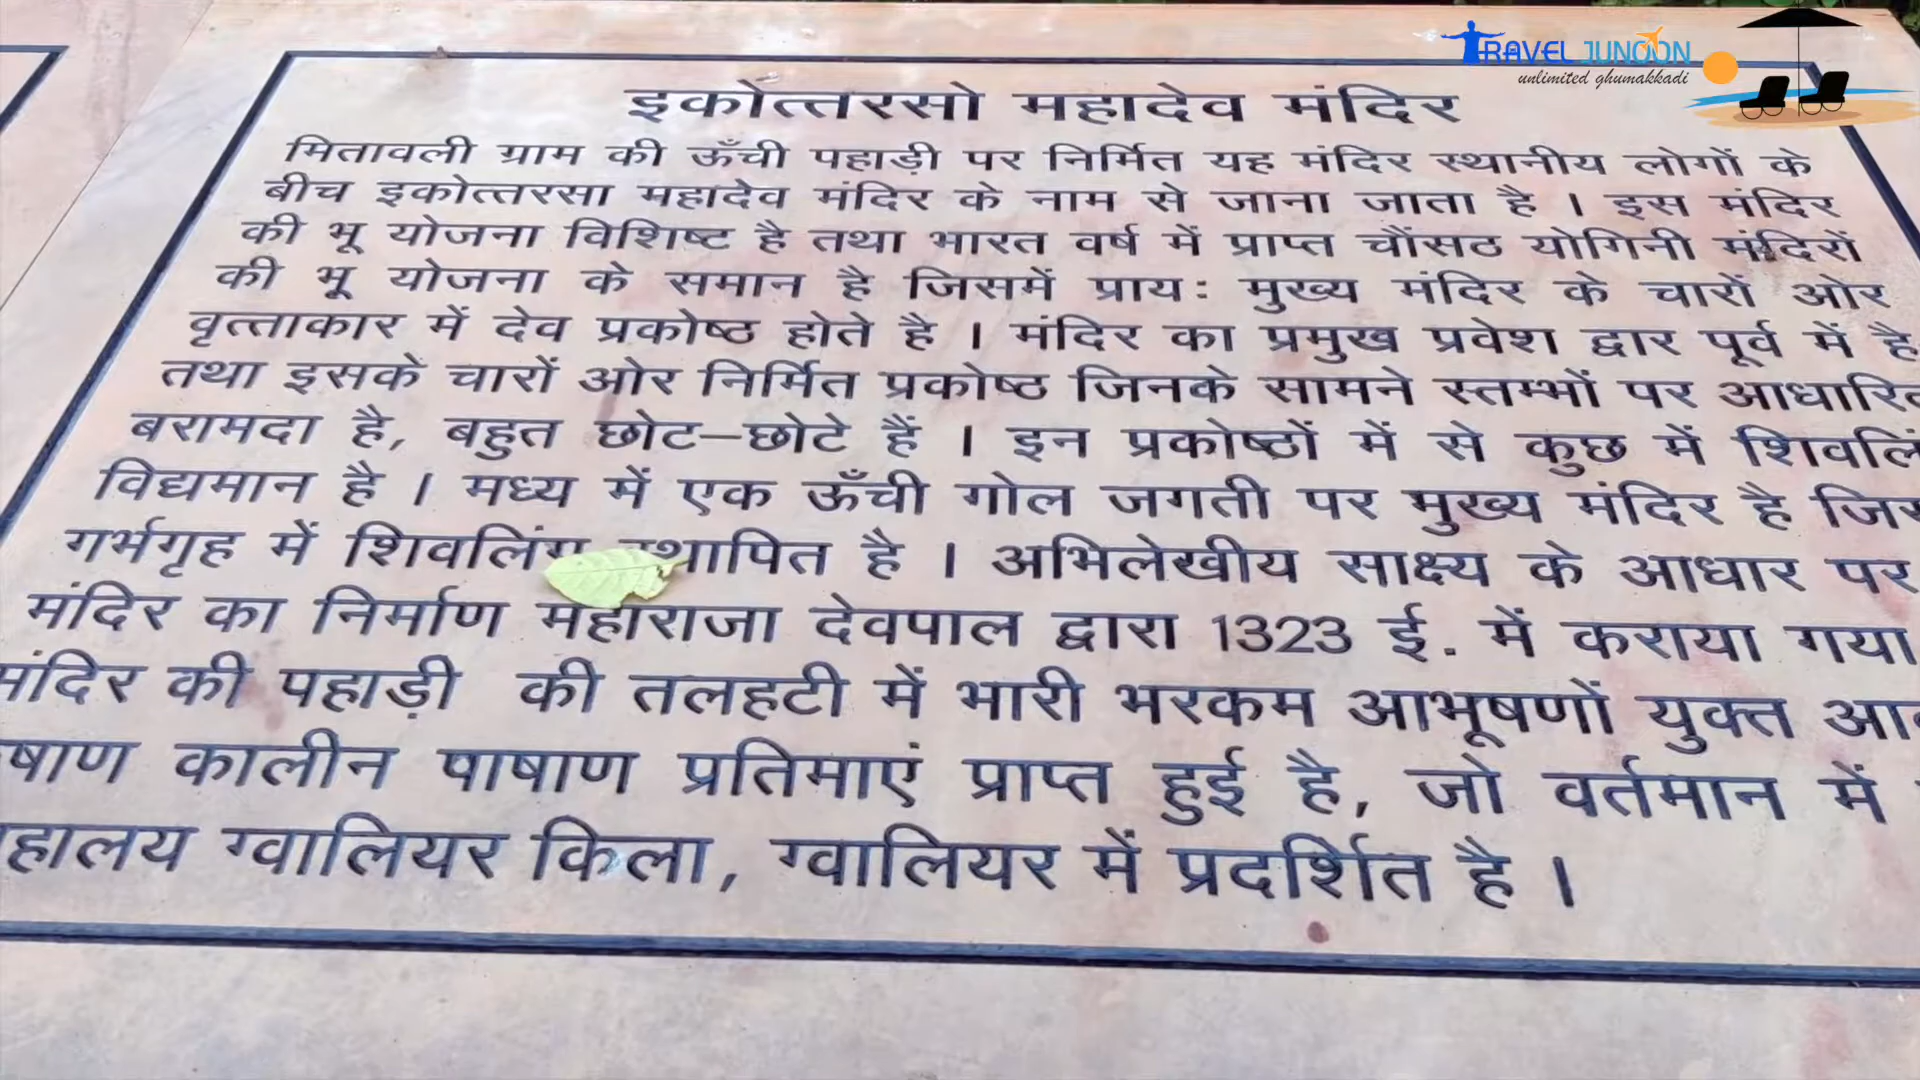 TRAVEL JUNOON
unlimited ghumakkadi
इकोत्तरसो महादेव मंदिर
मितावली ग्राम की ऊँची पहाड़ी पर निर्मित यह मंदिर स्थानीय लोगों के
बीच इकोत्तरसा महादेव मंदिर के नाम से जाना जाता है । इस मंदिर
की भू योजना विशिष्ट है तथा भारत वर्ष में प्राप्त चौंसठ योगिनी मंदिरों
की भू योजना के समान है जिसमें प्रायः मुख्य मंदिर के चारों ओर
वृत्ताकार में देव प्रकोष्ठ होते है । मंदिर का प्रमुख प्रवेश द्वार पूर्व में है
तथा इसके चारों ओर निर्मित प्रकोष्ठ जिनके सामने स्तम्भों पर
बरामदा है, बहुत छोट–छोटे हैं । इन प्रकोष्ठों में से कुछ में
विद्यमान है । मध्य में एक ऊँची गोल जगती पर मुख्य मंदिर है
गर्भगृह में शिवलिंग स्थापित है । अभिलेखीय साक्ष्य के आधार पर
मंदिर का निर्माण महाराजा देवपाल द्वारा 1323 ई. में कराया गया
मंदिर की पहाड़ी की तलहटी में भारी भरकम आभूषणों युक्त
कालीन पाषाण प्रतिमाएं प्राप्त हुई है, जो वर्तमान में
ग्वालियर किला, ग्वालियर में प्रदर्शित है ।